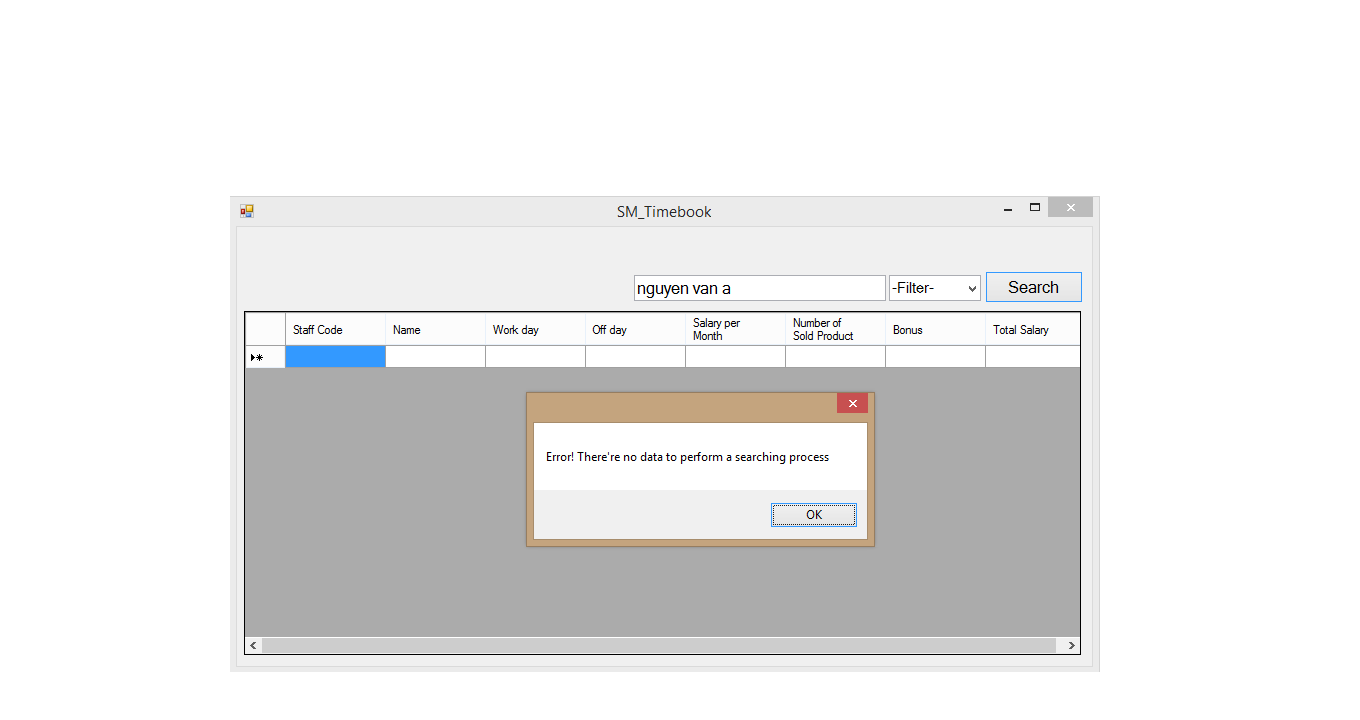 SM_Timebook
nguyen van a
-Filter-
Search
Staff Code
Name
Work day
Off day
Salary per
Month
Number of
Sold Product
Bonus
Total Salary
Error! There're no data to perform a searching process
OK